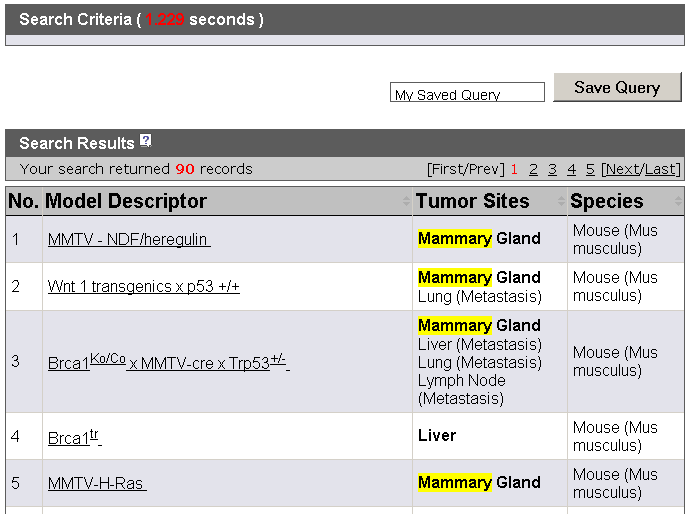 Search Criteria ( 1.229 seconds )
My Saved Query
Save Query
Search Results ?
Your search returned 90 records
[First/Prev] 1 2 3 4 5 [Next/Last]
No. Model Descriptor Tumor Sites Species
1 MMTV - NDF/heregulin Mammary Gland Mouse (Mus
musculus)
2 Wnt 1 transgenics x p53 +/+ Mammary Gland Mouse (Mus
Lung (Metastasis) musculus)
3 Brca1Ko/Co x MMTV-cre x Trp53+/- Mammary Gland
Liver (Metastasis)
Lung (Metastasis)
Lymph Node
(Metastasis)
Mouse (Mus
musculus)
4 Brca1tr Liver Mouse (Mus
musculus)
5 MMTV-H-Ras Mammary Gland Mouse (Mus
musculus)